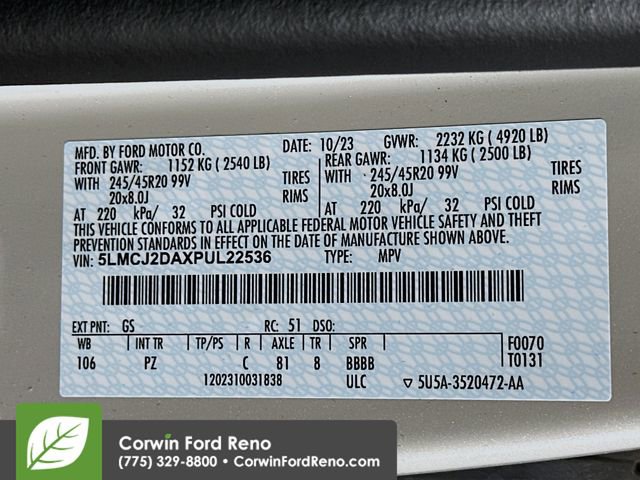 MFD. BY FORD MOTOR CO. DATE: 10/23 GVWR: 2232 KG ( 4920 LB)
FRONT GAWR: 1152 KG ( 2540 LB) REAR GAWR: 1134 KG ( 2500 LB)
WITH 245/45R20 99V TIRES WITH 245/45R20 99V TIRES
20x8.0J RIMS 20x8.0J RIMS
AT 220 kPa/ 32 PSI COLD AT 220 kPa/ 32 PSI COLD
THIS VEHICLE CONFORMS TO ALL APPLICABLE FEDERAL MOTOR VEHICLE SAFETY AND THEFT
PREVENTION STANDARDS IN EFFECT ON THE DATE OF MANUFACTURE SHOWN ABOVE.
VIN: 5LMCJ2DAXPUL22536 TYPE: MPV
EXT PNT: GS RC: 51 DSO:
WB INT TR TP/PS R AXLE TR SPR F0070
106 PZ C 81 8 BBBB T0131
1202310031838 ULC ▽ 5U5A-3520472-AA
Corwin Ford Reno
(775) 329-8800 • CorwinFordReno.com